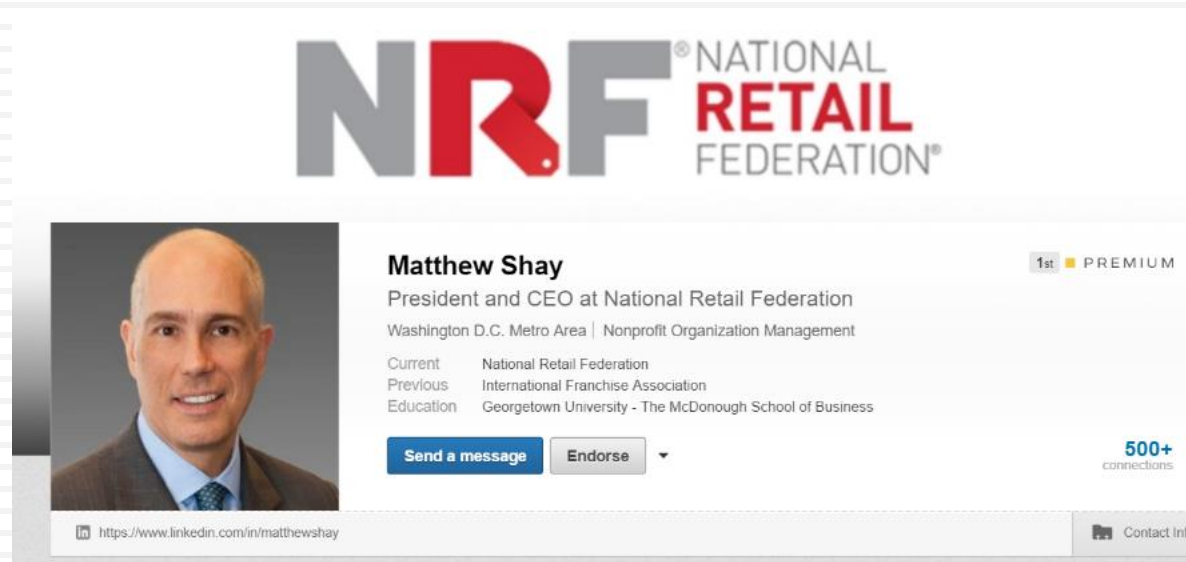 NRF® NATIONAL
RETAIL
FEDERATION®
Matthew Shay
1st PREMIUM
President and CEO at National Retail Federation
Washington D.C. Metro Area | Nonprofit Organization Management
Current National Retail Federation
Previous International Franchise Association
Education Georgetown University - The McDonough School of Business
Send a message Endorse
500+
connections
in https://www.linkedin.com/in/matthewshay
Contact Inf